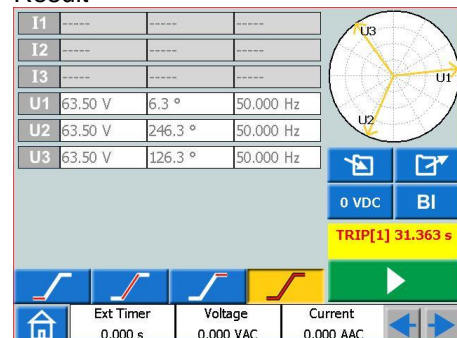 Result
I1 ----- ----- -----
I2 ----- ----- -----
I3 ----- ----- -----
U1 63.50 V 6.3 ° 50.000 Hz
U2 63.50 V 246.3 ° 50.000 Hz
U3 63.50 V 126.3 ° 50.000 Hz
U3
U1
U2
0 VDC BI
TRIP[1] 31.363 s
Ext Timer Voltage Current
0.000 s 0.000 VAC 0.000 AAC